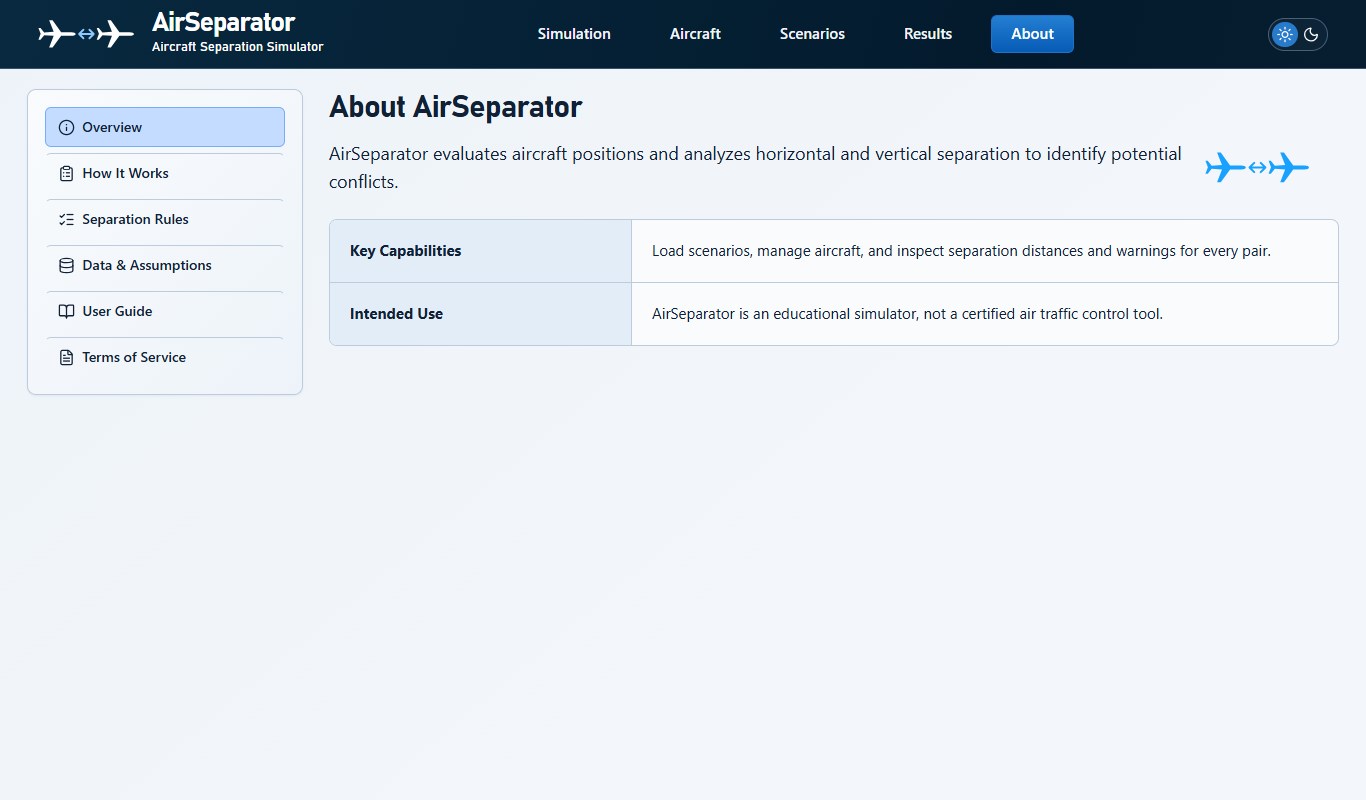 AirSeparator
Aircraft Separation Simulator
Simulation
Aircraft
Scenarios
Results
About
Overview
How It Works
Separation Rules
Data & Assumptions
User Guide
Terms of Service
About AirSeparator
AirSeparator evaluates aircraft positions and analyzes horizontal and vertical separation to identify potential
conflicts.
Key Capabilities
Load scenarios, manage aircraft, and inspect separation distances and warnings for every pair.
Intended Use
AirSeparator is an educational simulator, not a certified air traffic control tool.